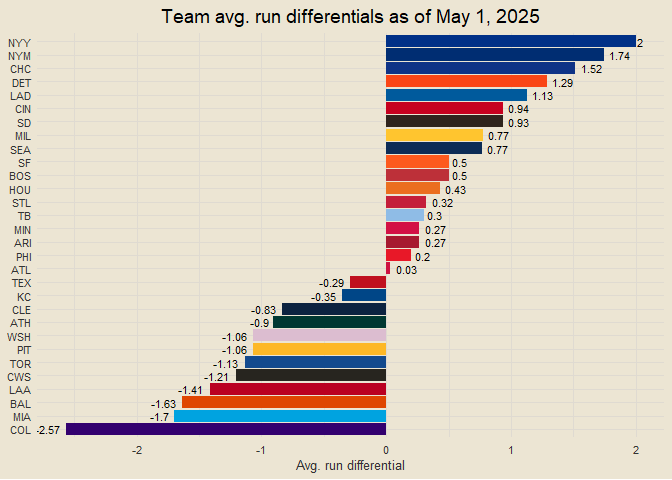 Team avg. run differentials as of May 1, 2025
NYY 2
NYM 1.74
CHC 1.52
DET 1.29
LAD 1.13
CIN 0.94
SD 0.93
MIL 0.77
SEA 0.77
SF 0.5
BOS 0.5
HOU 0.43
STL 0.32
TB 0.3
MIN 0.27
ARI 0.27
PHI 0.2
ATL 0.03
TEX -0.29
KC -0.35
CLE -0.83
ATH -0.9
WSH -1.06
PIT -1.06
TOR -1.13
CWS -1.21
LAA -1.41
BAL -1.63
MIA -1.7
COL -2.57
-2 -1 0 1 2
Avg. run differential